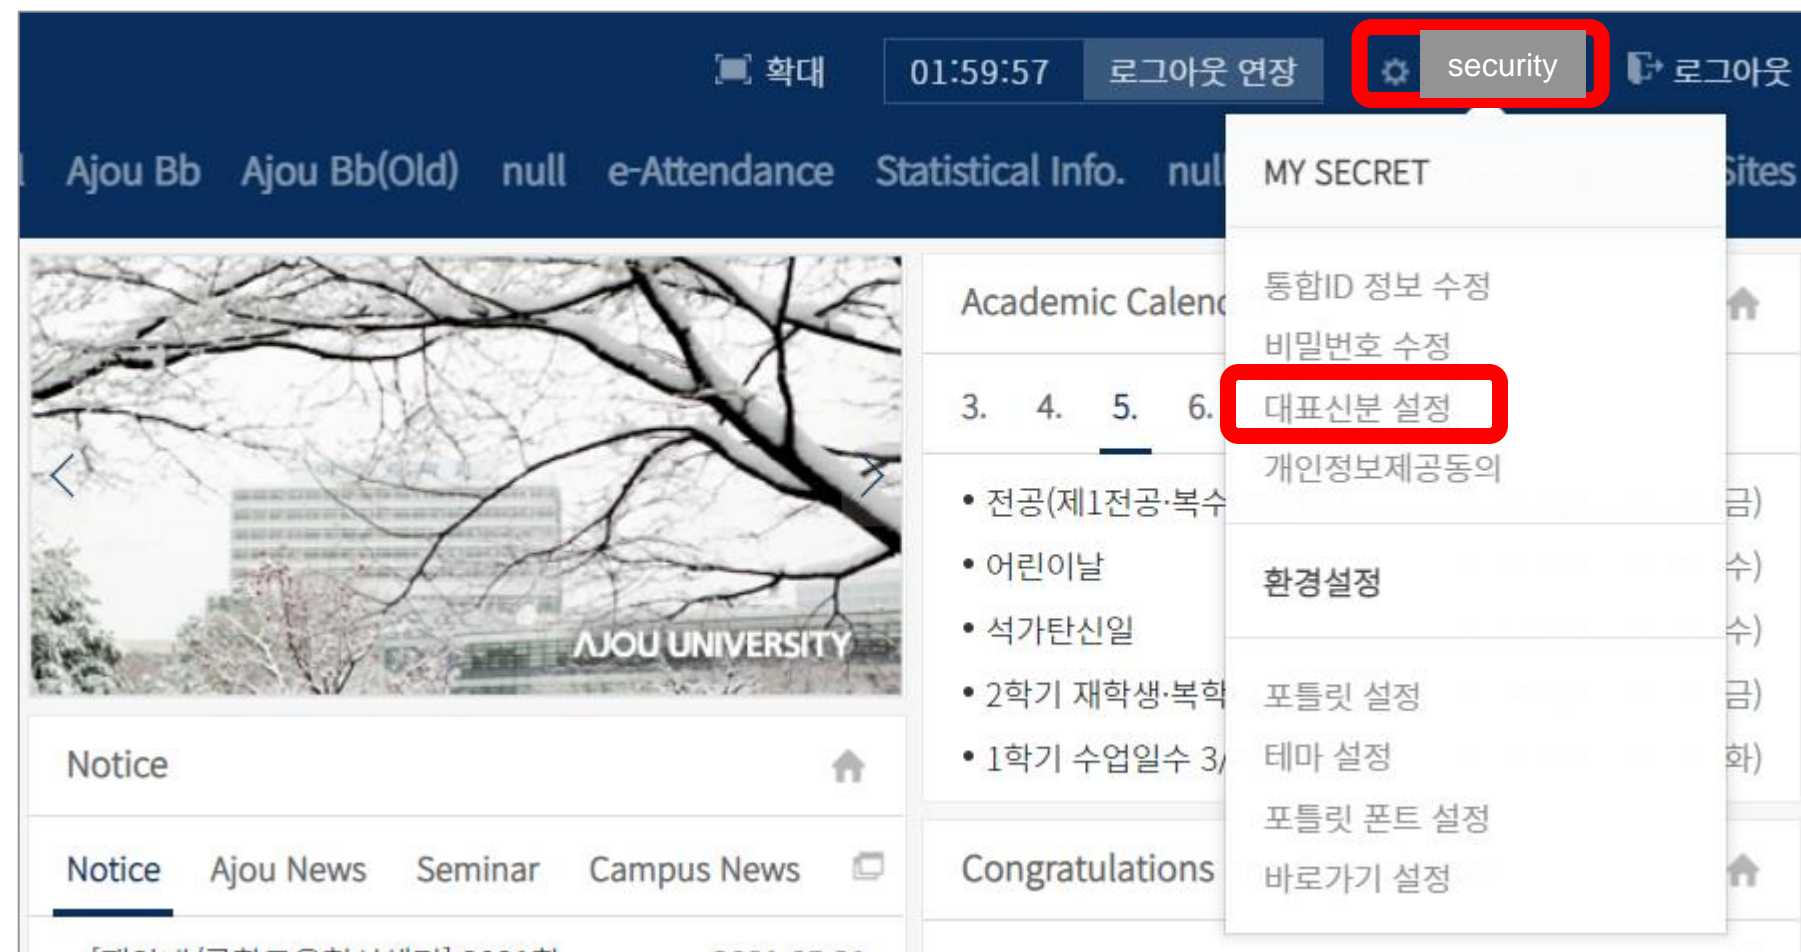 확대 01:59:57 로그아웃 연장 security 로그아웃
Ajou Bb Ajou Bb(Old) null e-Attendance Statistical Info. null Sites
MY SECRET
통합ID 정보 수정
비밀번호 수정
대표신분 설정
개인정보제공동의
환경설정
포틀릿 설정
테마 설정
포틀릿 폰트 설정
바로가기 설정
AJOU UNIVERSITY
Academic Calend
3. 4. 5. 6.
전공(제1전공·복수 금)
어린이날 수)
석가탄신일 수)
2학기 재학생·복학 금)
1학기 수업일수 3/ 화)
Notice
Notice Ajou News Seminar Campus News
Congratulations